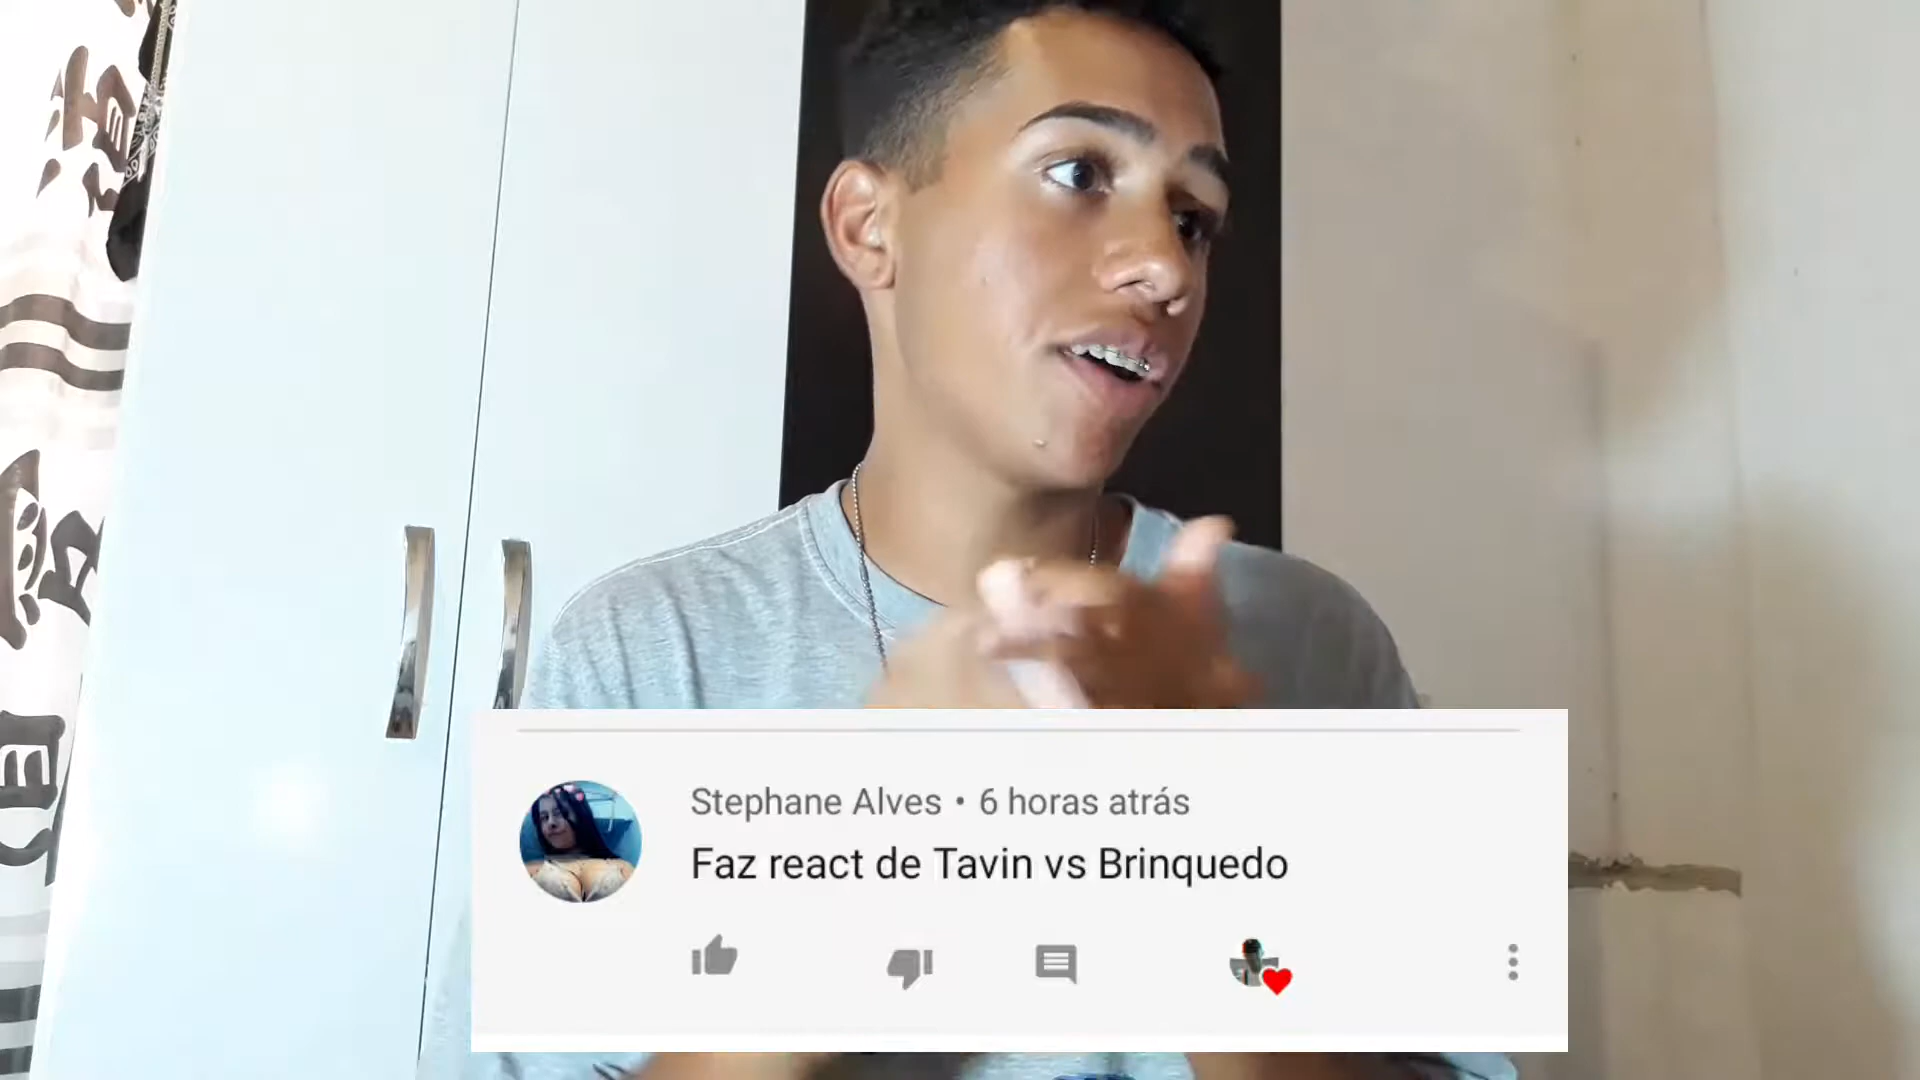 Stephane Alves • 6 horas atrás
Faz react de Tavin vs Brinquedo